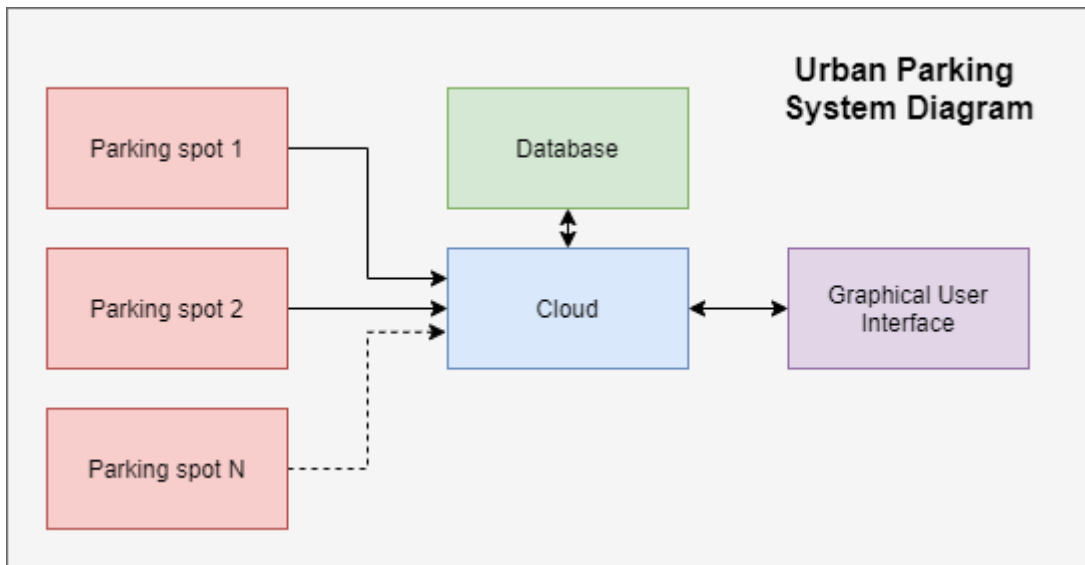 Urban Parking
System Diagram
Parking spot 1
Database
Parking spot 2
Cloud
Graphical User
Interface
Parking spot N